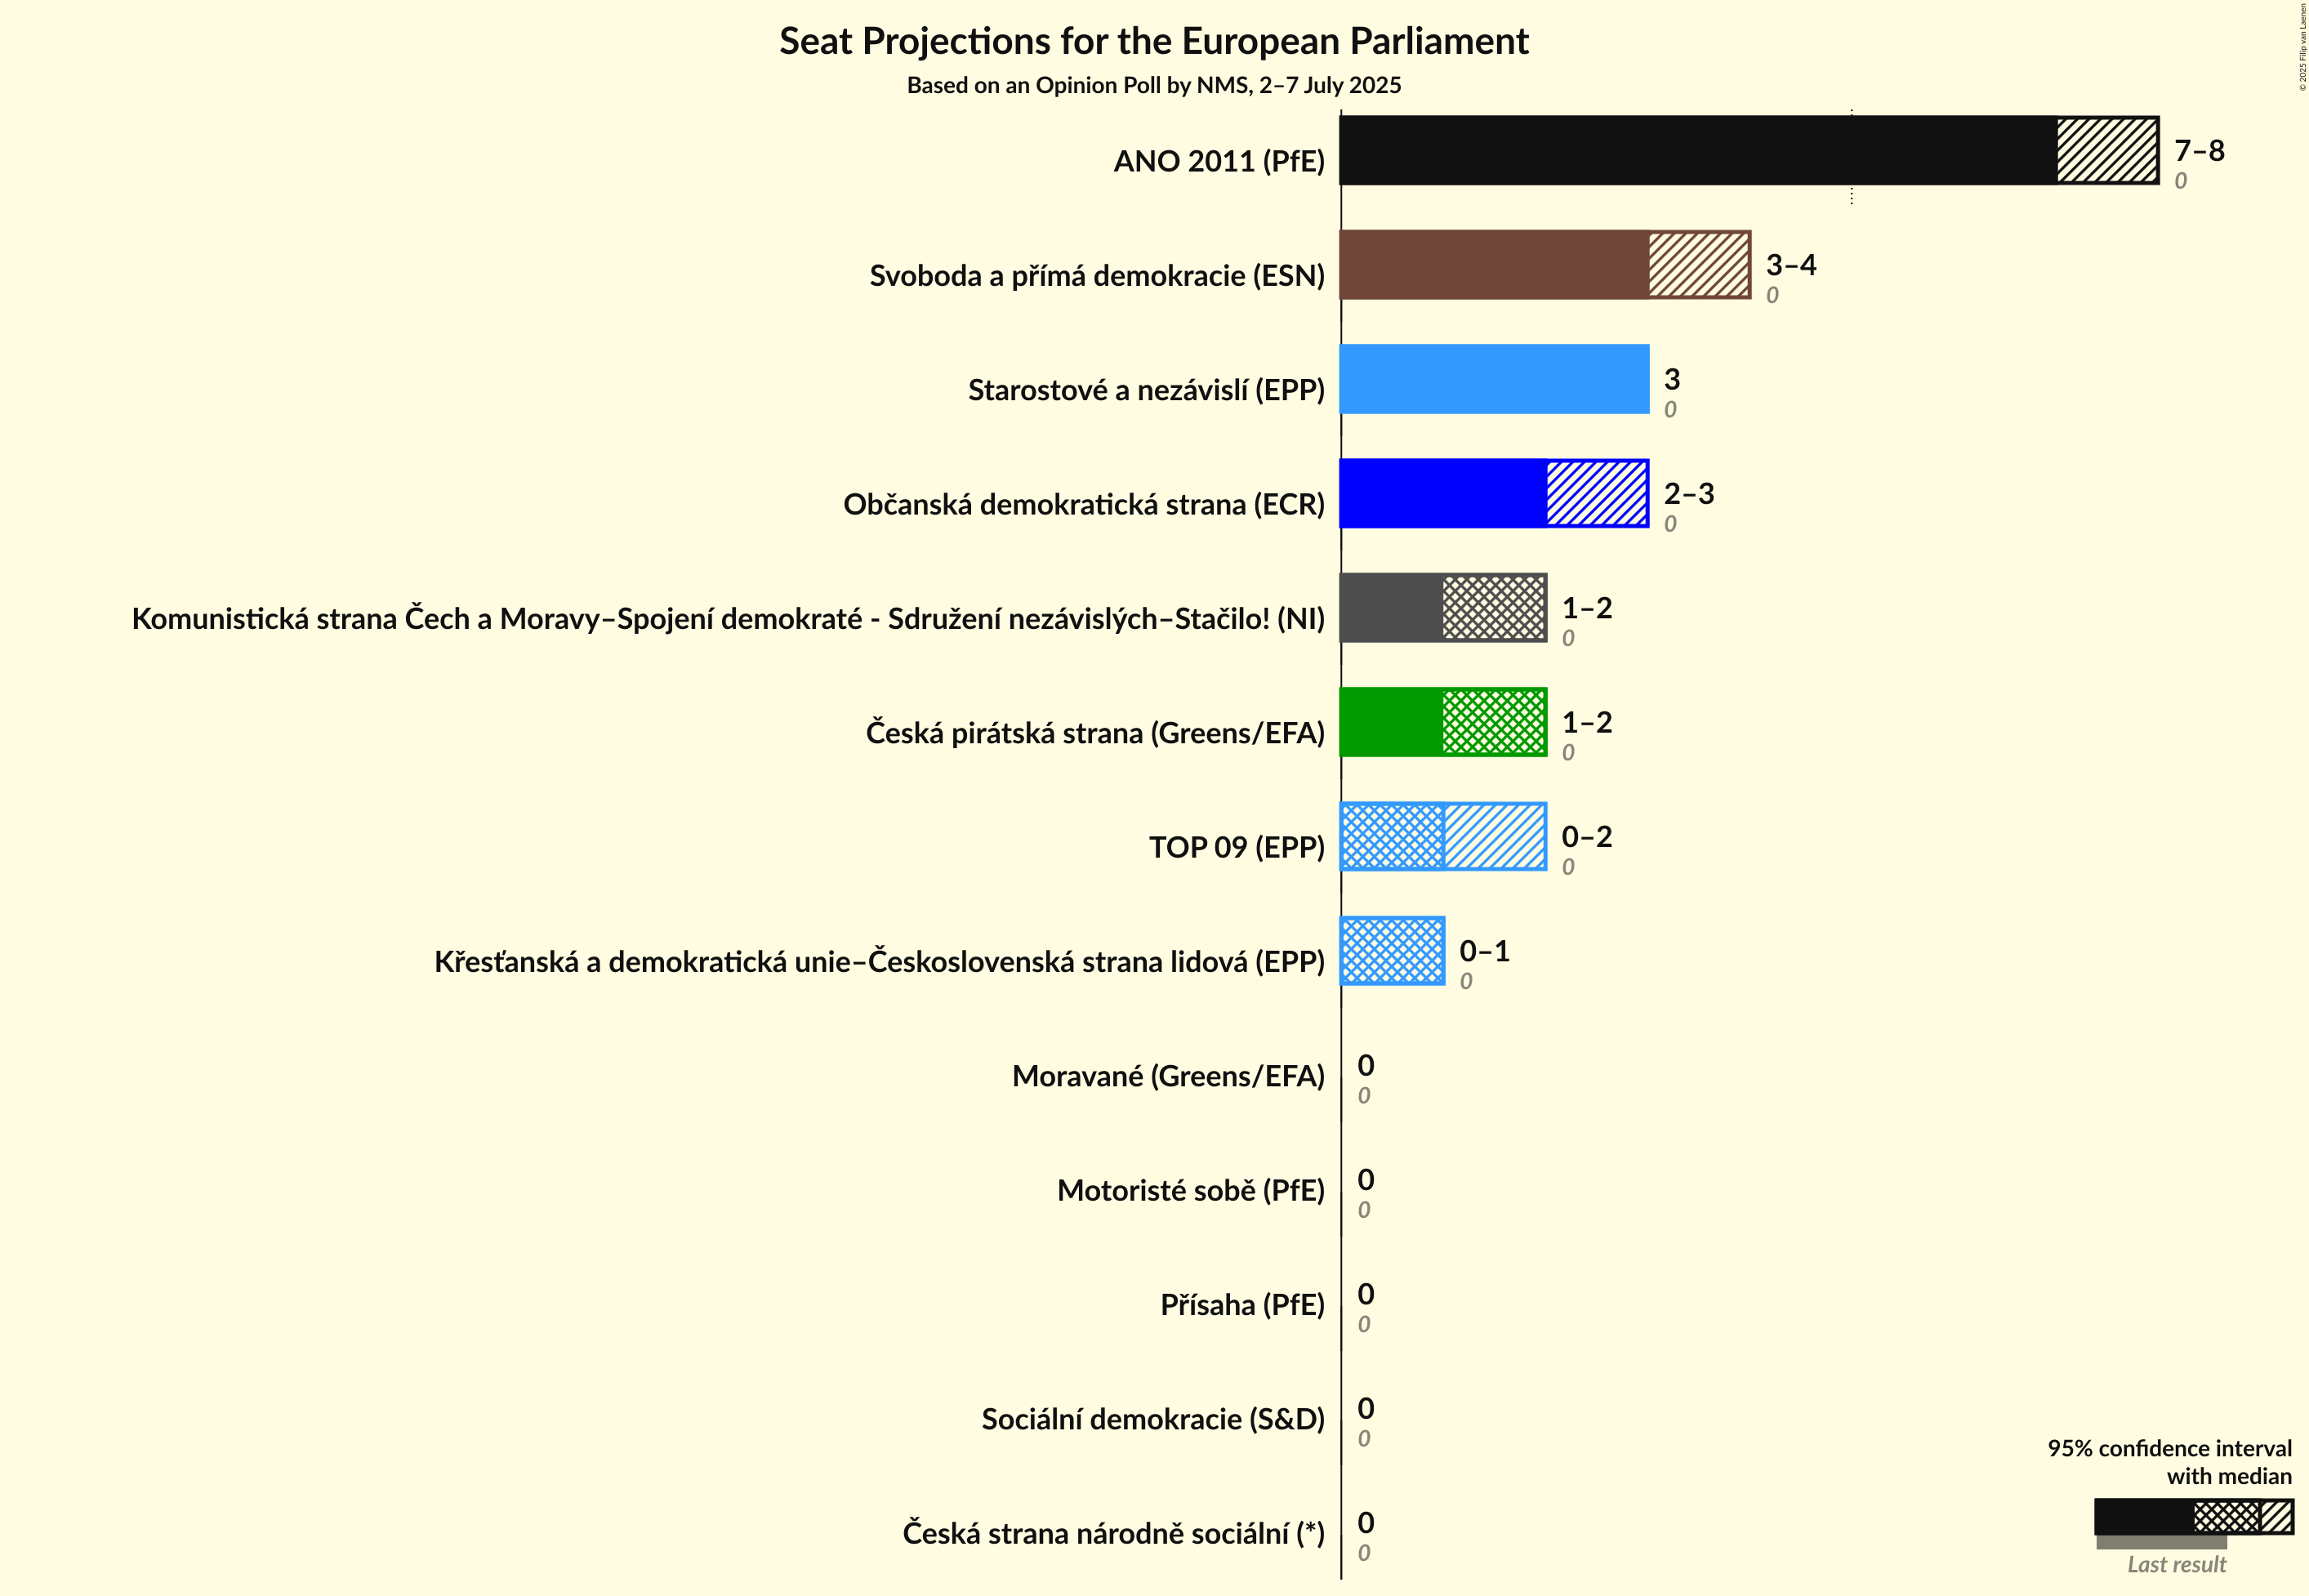 Seat Projections for the European Parliament
Based on an Opinion Poll by NMS, 2–7 July 2025
© 2025 Filip van Laenen
ANO 2011 (PfE)
7–8
0
Svoboda a přímá demokracie (ESN)
3–4
0
Starostové a nezávislí (EPP)
3
0
Občanská demokratická strana (ECR)
2–3
0
Komunistická strana Čech a Moravy–Spojení demokraté - Sdružení nezávislých–Stačilo! (NI)
1–2
0
Česká pirátská strana (Greens/EFA)
1–2
0
TOP 09 (EPP)
0–2
0
Křesťanská a demokratická unie–Československá strana lidová (EPP)
0–1
0
Moravané (Greens/EFA)
0
0
Motoristé sobě (PfE)
0
0
Přísaha (PfE)
0
0
Sociální demokracie (S&D)
0
0
Česká strana národně sociální (*)
0
0
95% confidence interval
with median
Last result